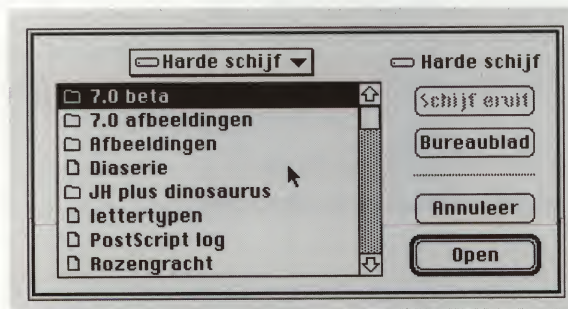 Harde schijf
Harde schijf
7.0 beta
7.0 afbeeldingen
Afbeeldingen
Diaserie
JH plus dinosaurus
lettertypen
PostScript log
Rozengracht
Schijf eruit
Bureaublad
Annuleer
Open